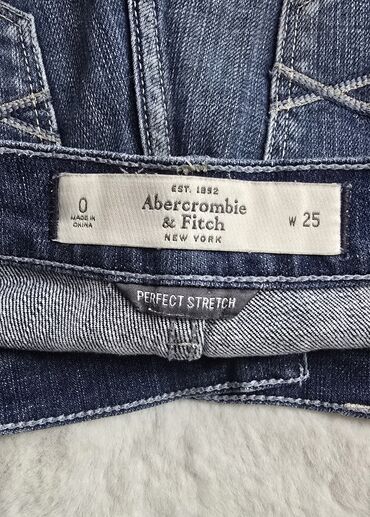 EST. 1892
0
MADE IN
CHINA
Abercrombie
& Fitch
NEW YORK
W 25
PERFECT STRETCH